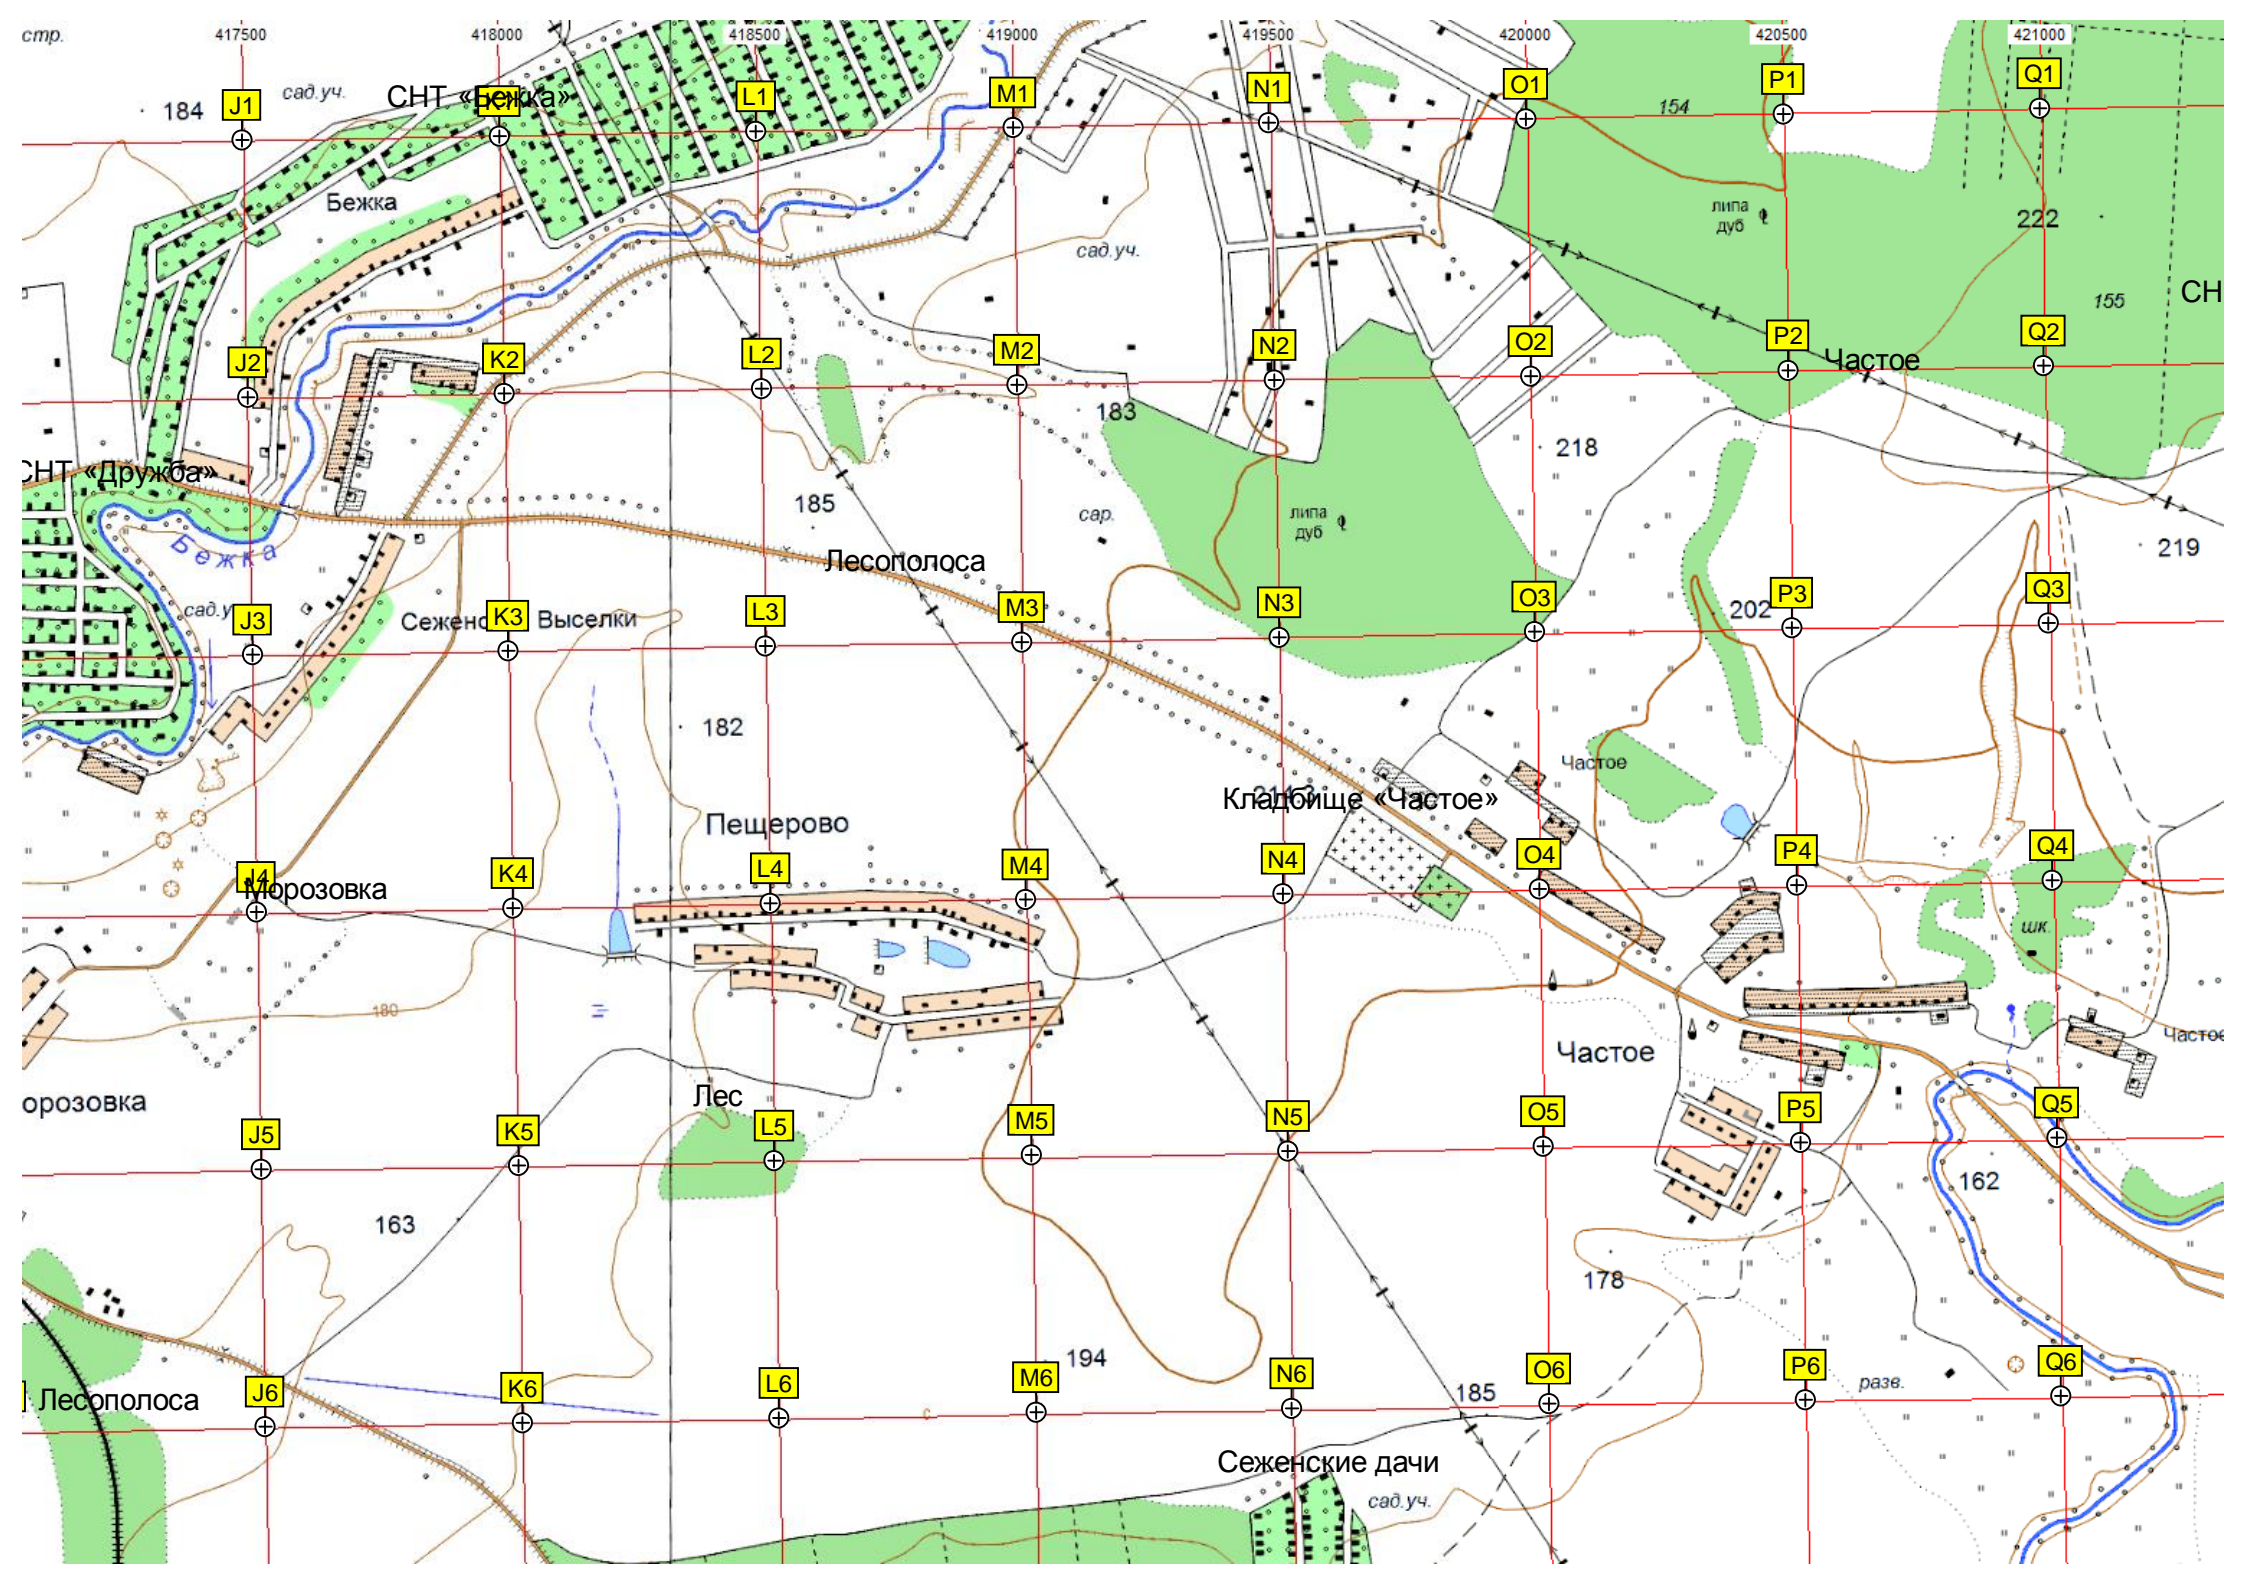 стр.
417500 418000 418500 419000 419500 420000 420500 421000
J1 L1 M1 N1 O1 P1 Q1
184
сад.уч.
СНТ «Бежка»
154
Бежка
липа
дуб
222
сад.уч.
155
СН
J2 K2 L2 M2 N2 O2 P2 Q2
Частое
183
218
СНТ «Дружба»
185
сар.
липа
дуб
219
Бежка
Лесополоса
J3 K3 L3 M3 N3 O3 P3 Q3
сад.у
202
Сеженс Выселки
182
Частое
214.3
Кладбище «Частое»
Пещерово
J4 K4 L4 M4 N4 O4 P4 Q4
Морозовка
шк.
180
Частое
Частое
Лес
орозовка
J5 K5 L5 M5 N5 O5 P5 Q5
162
163
178
194
185
J6 K6 L6 M6 N6 O6 P6 Q6
разв.
Лесополоса
с
Сеженские дачи
сад.уч.